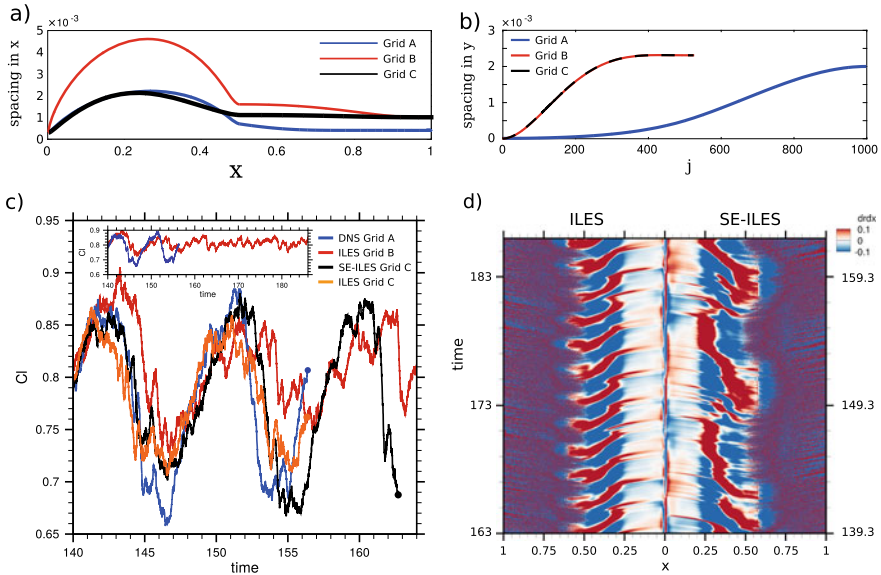 a)
×10⁻³
5
4
3
2
1
0
spacing in x
Grid A
Grid B
Grid C
0 0.2 0.4 0.6 0.8 1
x
b)
×10⁻³
3
2
1
0
spacing in y
Grid A
Grid B
Grid C
0 200 400 600 800 1000
j
c)
0.95
0.9
0.85
0.8
0.75
0.7
0.65
Cl
0.9
0.8
0.7
0.6
Cl
140 150 160 170 180
time
DNS Grid A
ILES Grid B
SE-ILES Grid C
ILES Grid C
140 145 150 155 160
time
d)
ILES SE-ILES
drdx
0.1
0
-0.1
183 159.3
time
173 149.3
163 139.3
1 0.75 0.50 0.25 0 0.25 0.50 0.75 1
x